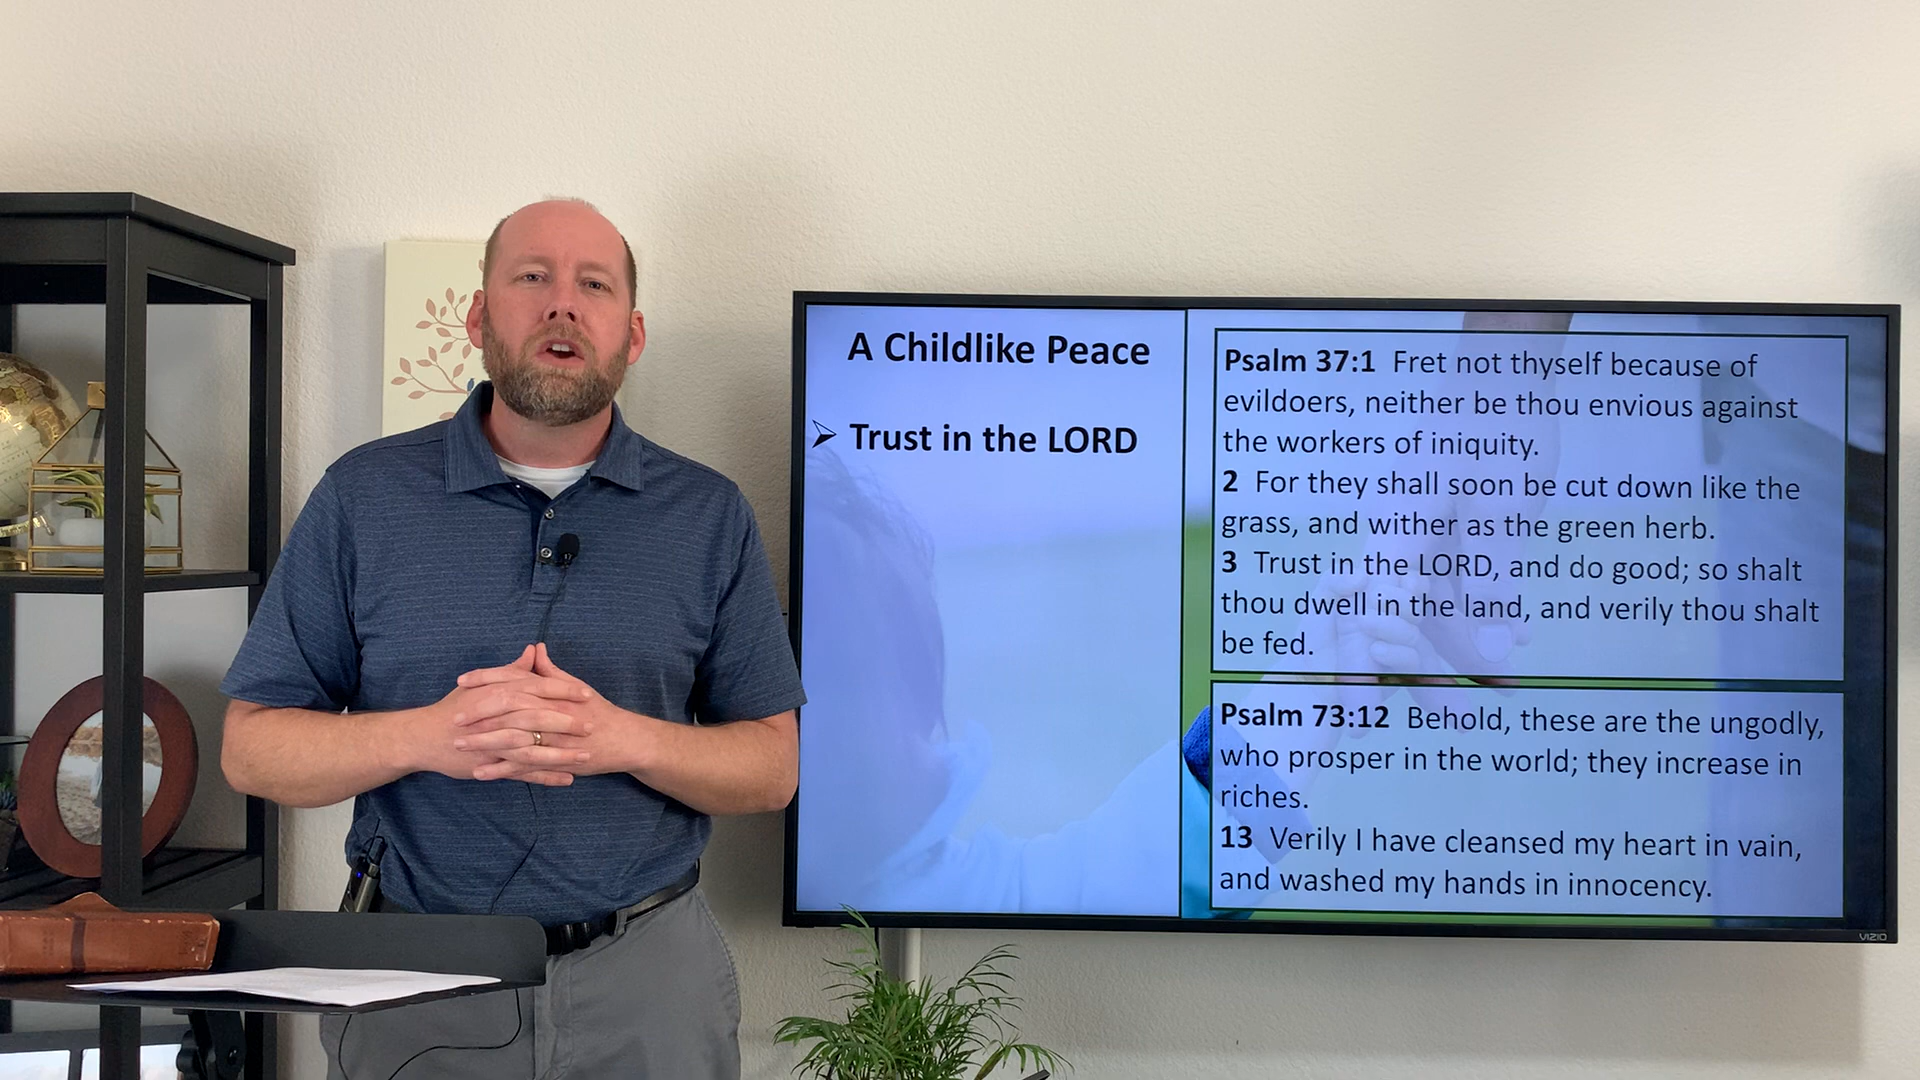 A Childlike Peace
Trust in the LORD
Psalm 37:1 Fret not thyself because of
evildoers, neither be thou envious against
the workers of iniquity.
2 For they shall soon be cut down like the
grass, and wither as the green herb.
3 Trust in the LORD, and do good; so shalt
thou dwell in the land, and verily thou shalt
be fed.
Psalm 73:12 Behold, these are the ungodly,
who prosper in the world; they increase in
riches.
13 Verily I have cleansed my heart in vain,
and washed my hands in innocency.
VIZIO